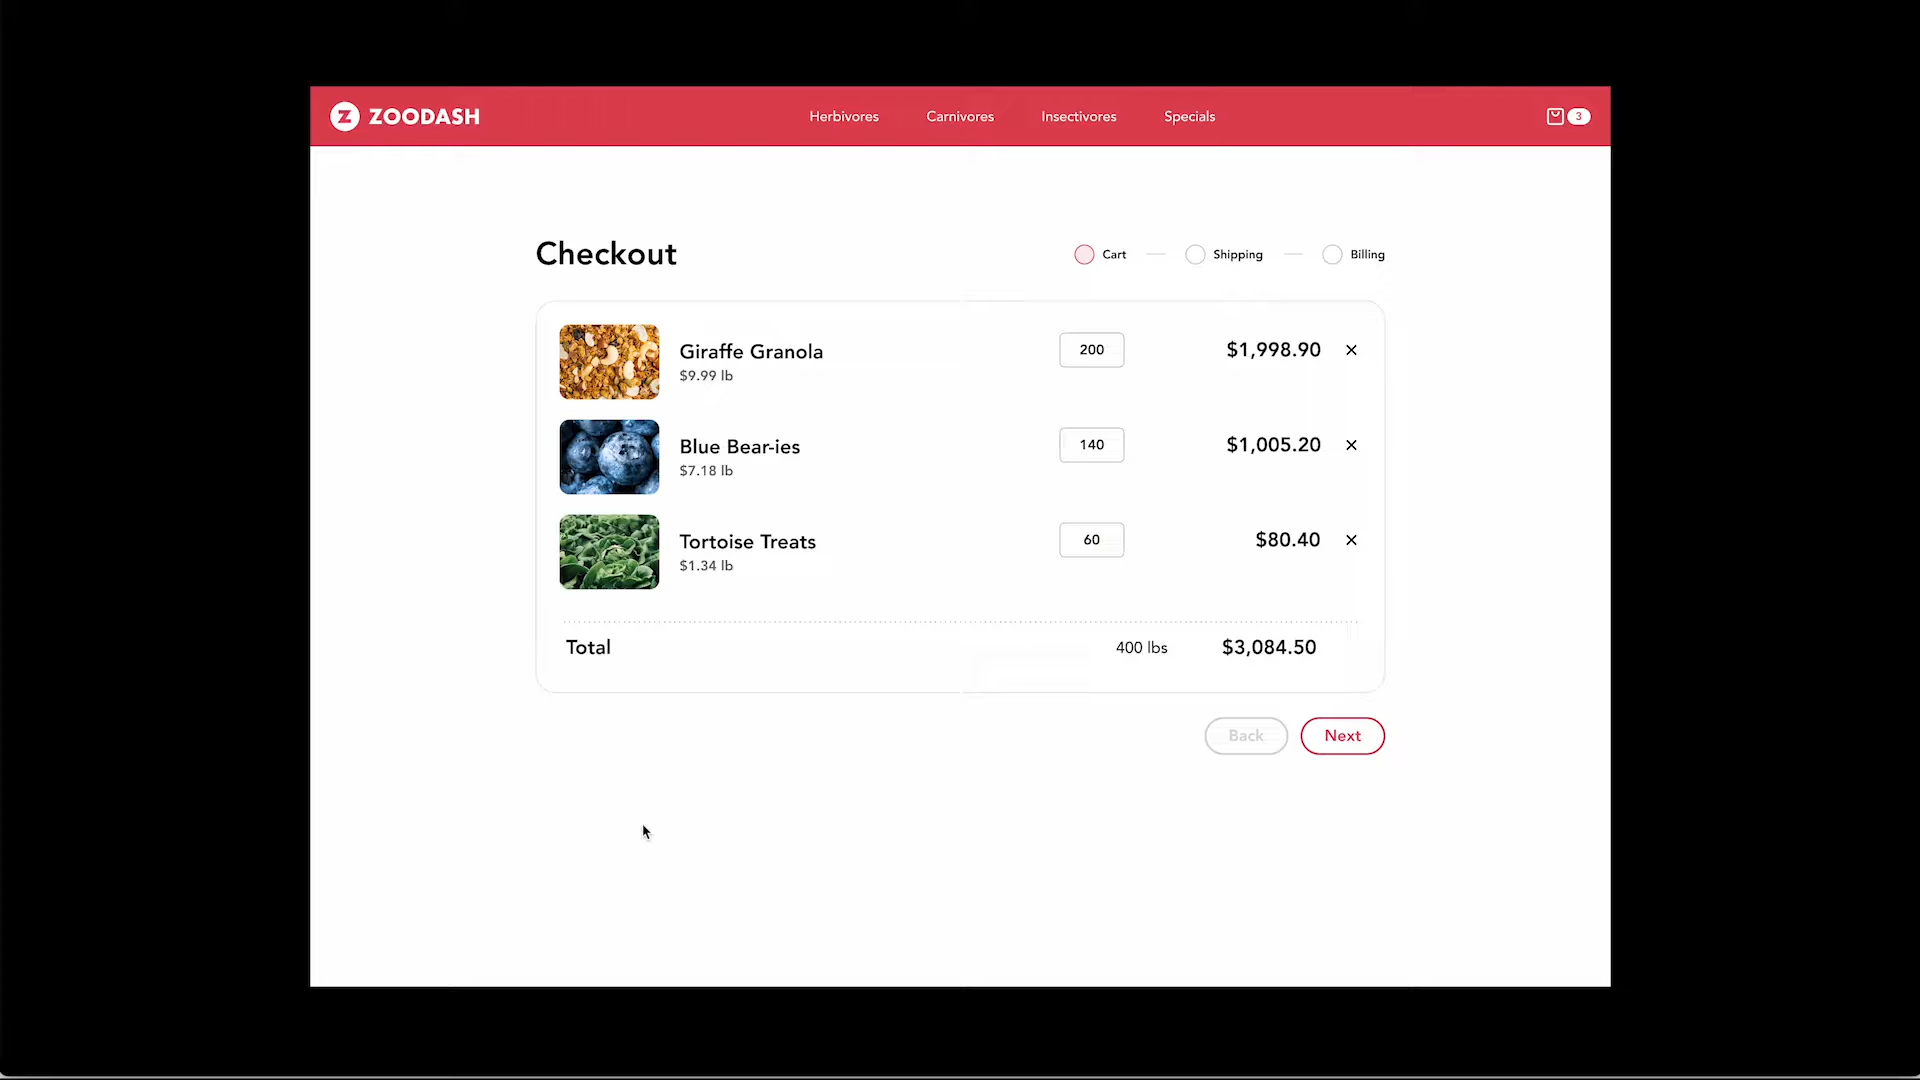 Z ZOODASH
Herbivores Carnivores Insectivores Specials
3
Checkout
Cart Shipping Billing
Giraffe Granola 200 $1,998.90 ×
$9.99 lb
Blue Bear-ies 140 $1,005.20 ×
$7.18 lb
Tortoise Treats 60 $80.40 ×
$1.34 lb
Total 400 lbs $3,084.50
Back Next